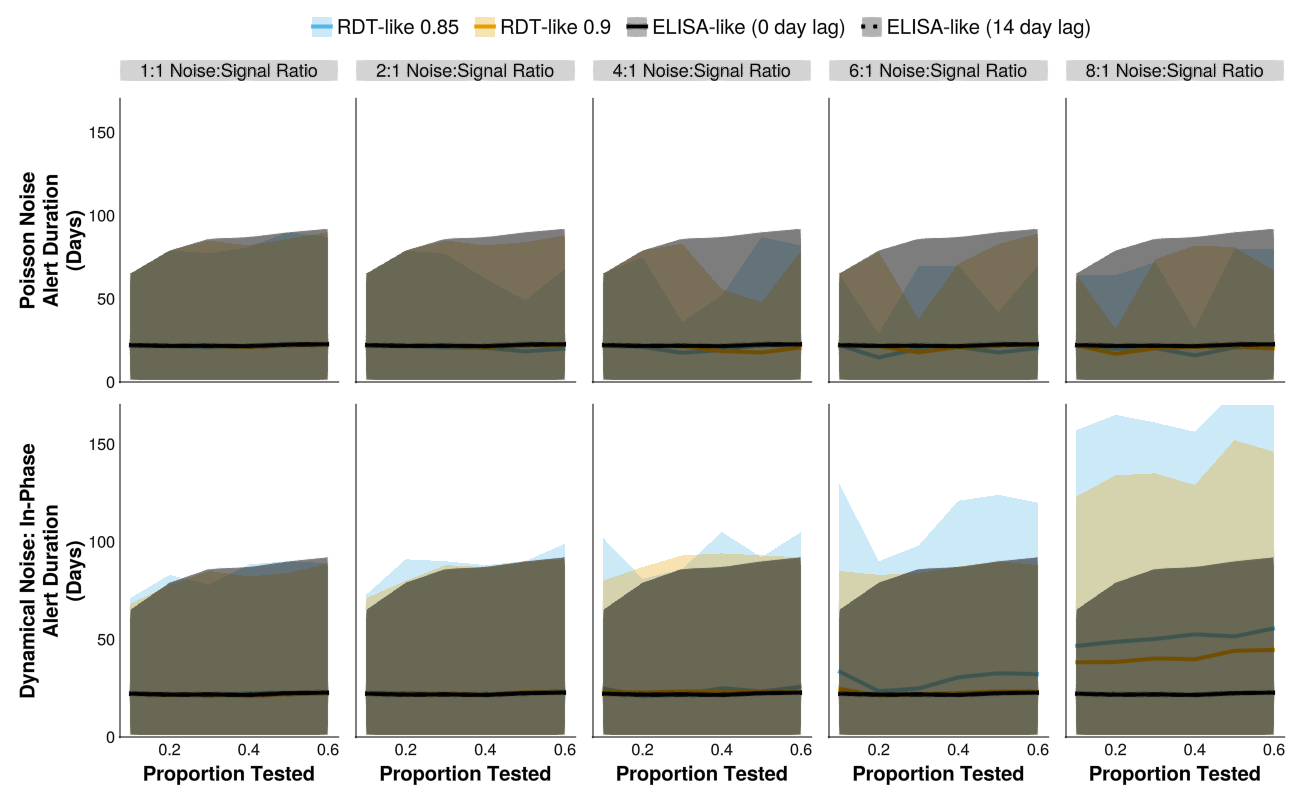 RDT-like 0.85 RDT-like 0.9 ELISA-like (0 day lag) ELISA-like (14 day lag)
1:1 Noise:Signal Ratio 2:1 Noise:Signal Ratio 4:1 Noise:Signal Ratio 6:1 Noise:Signal Ratio 8:1 Noise:Signal Ratio
Poisson Noise
Alert Duration
(Days)
150
100
50
0
Dynamical Noise: In-Phase
Alert Duration
(Days)
150
100
50
0
0.2 0.4 0.6 0.2 0.4 0.6 0.2 0.4 0.6 0.2 0.4 0.6 0.2 0.4 0.6
Proportion Tested Proportion Tested Proportion Tested Proportion Tested Proportion Tested